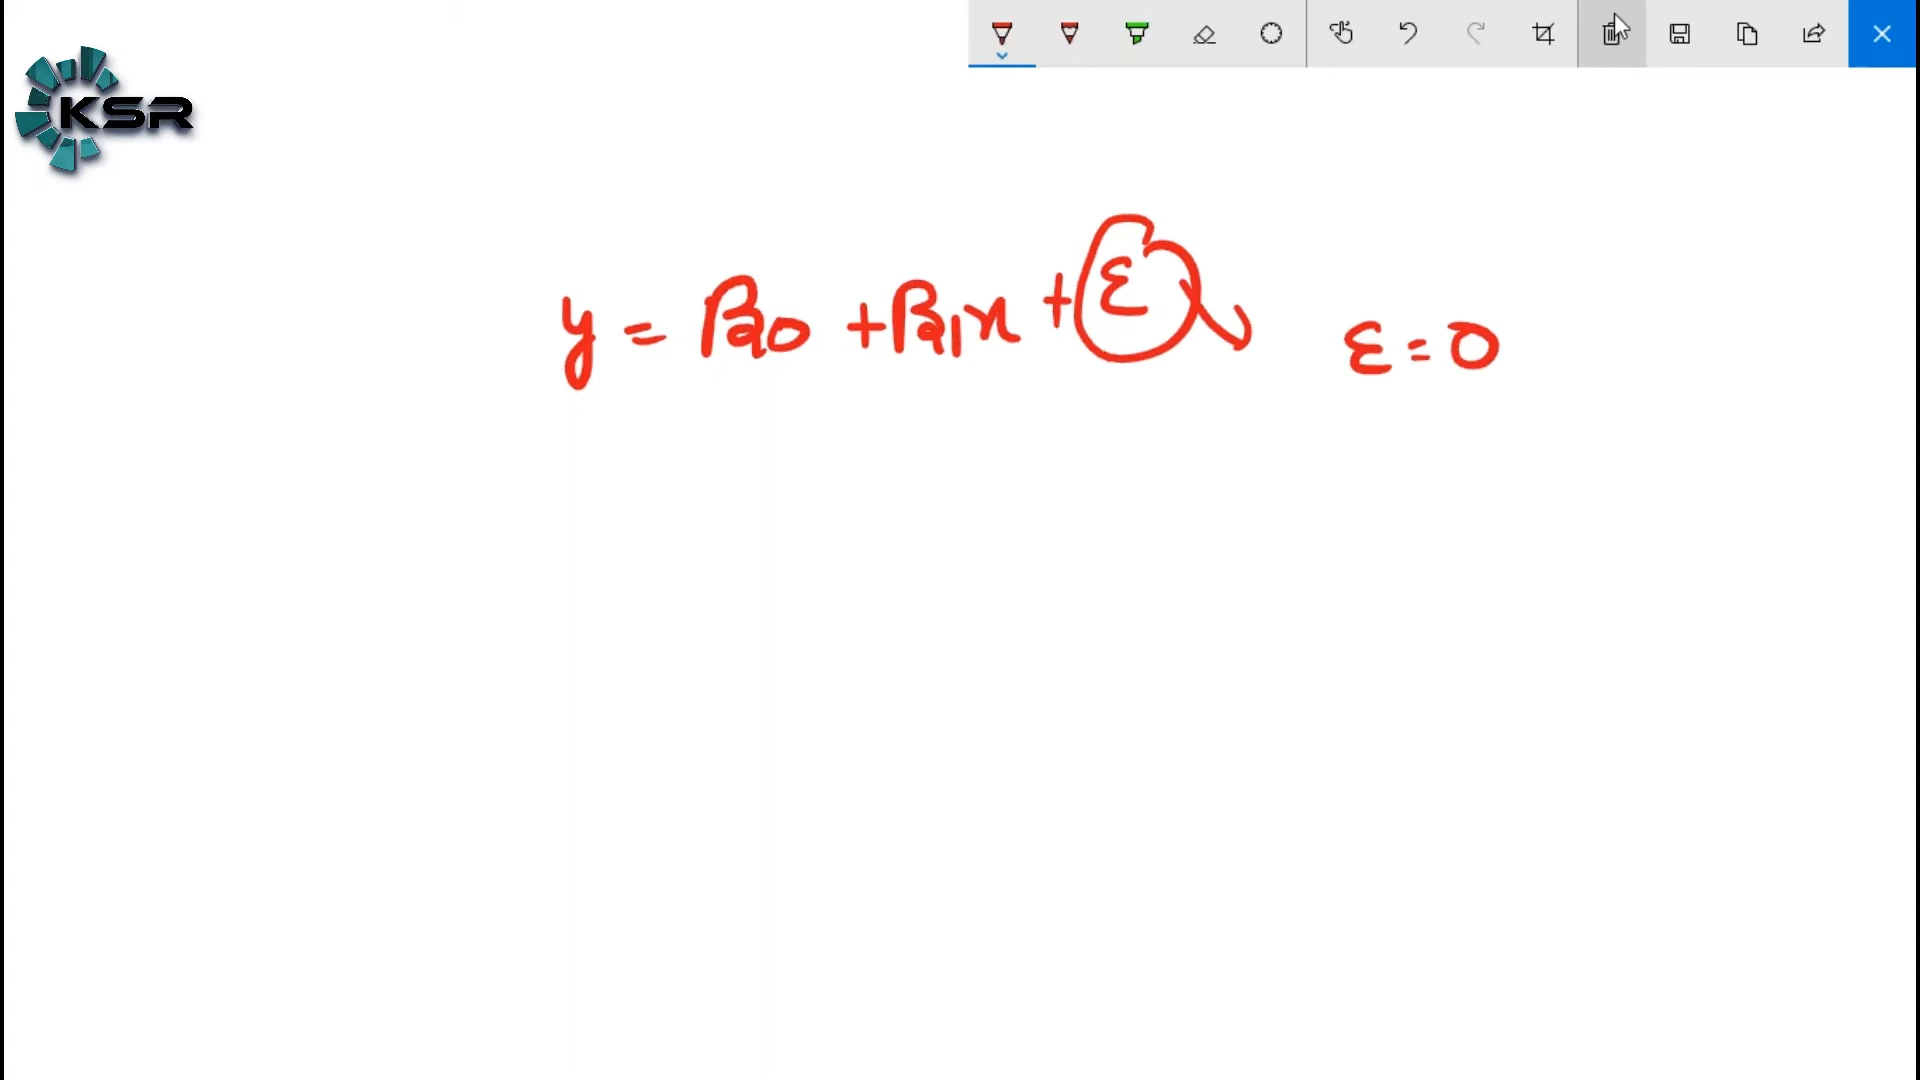 KSR
y = β0 + β1x + ε
ε = 0